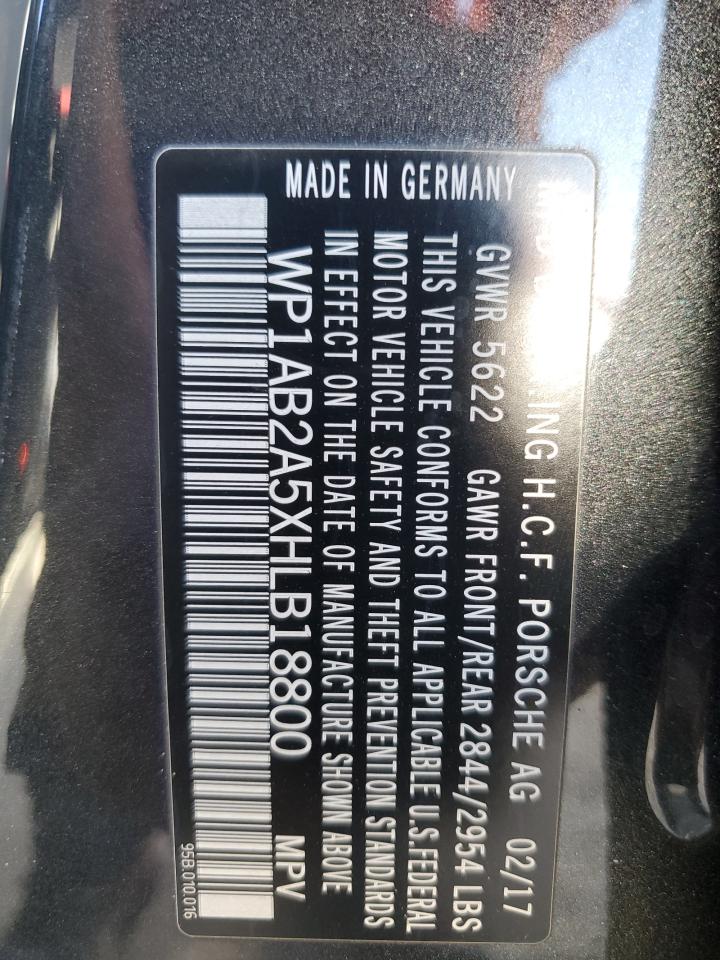 ING H.C.F. PORSCHE AG 02/17
GVWR 5622 GAWR FRONT/REAR 2844/2954 LBS
THIS VEHICLE CONFORMS TO ALL APPLICABLE U.S.FEDERAL
MOTOR VEHICLE SAFETY AND THEFT PREVENTION STANDARDS
IN EFFECT ON THE DATE OF MANUFACTURE SHOWN ABOVE
WP1AB2A5XHLB18800 MPV
95B.010.016
MADE IN GERMANY